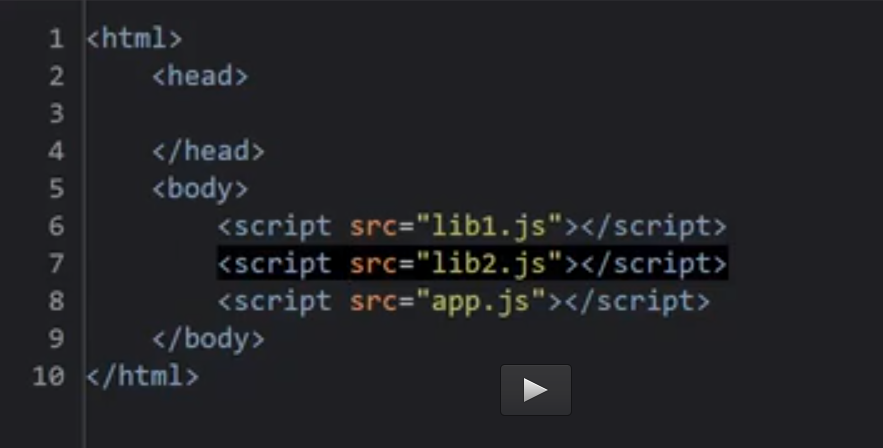 1 <html>
2     <head>
3
4     </head>
5     <body>
6         <script src="lib1.js"></script>
7         <script src="lib2.js"></script>
8         <script src="app.js"></script>
9     </body>
10 </html>